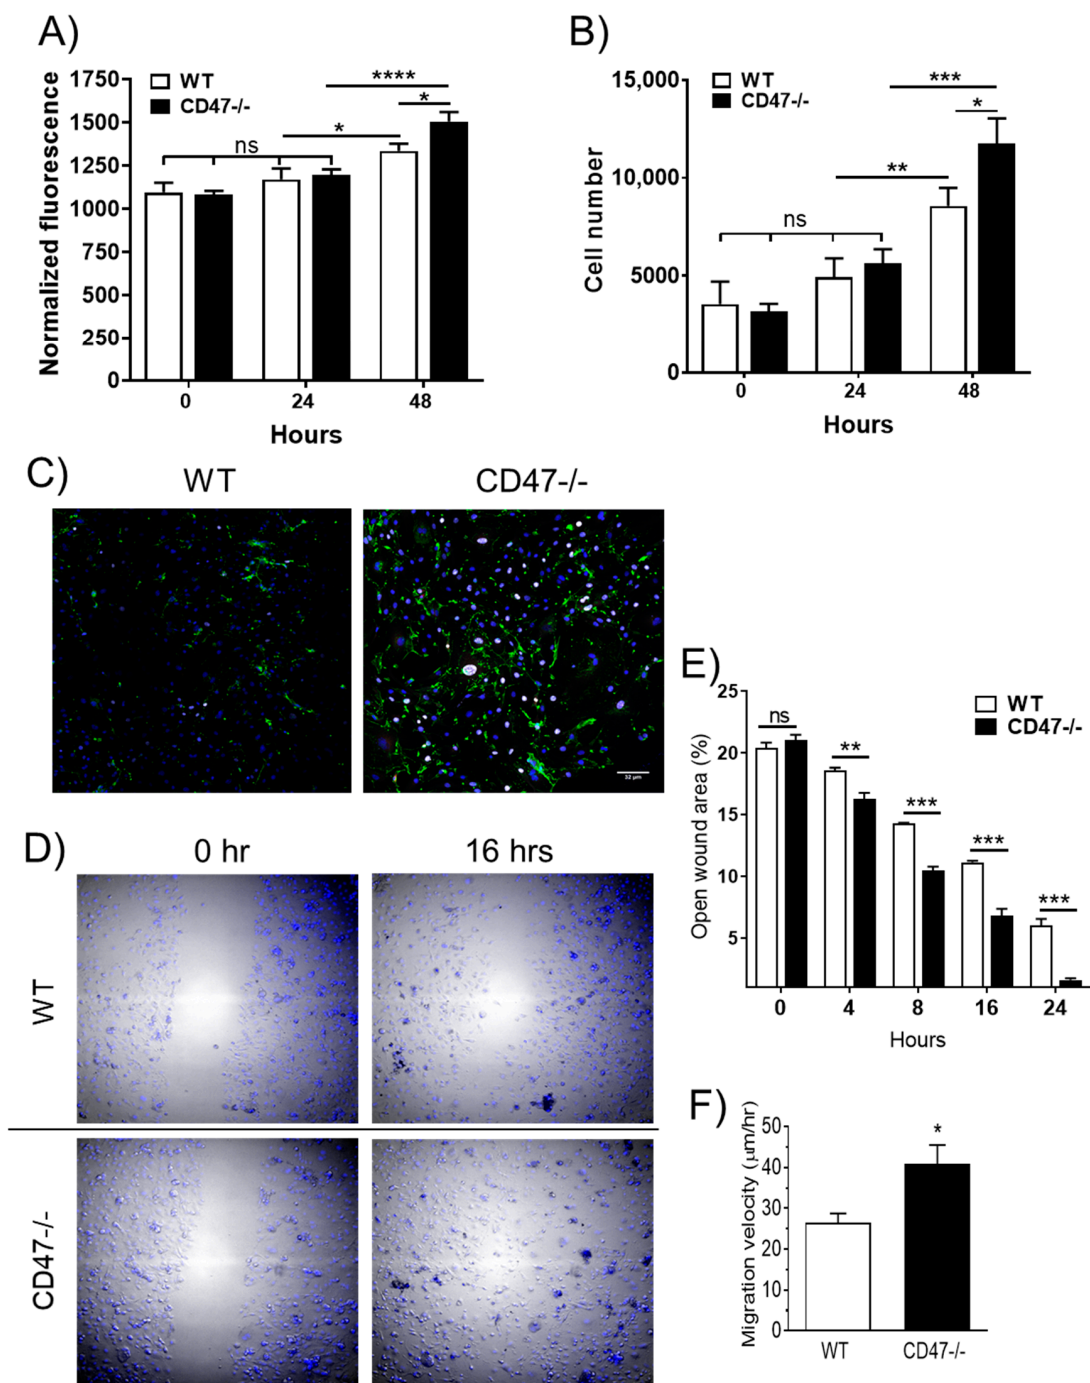 A)
Normalized fluorescence
1750
1500
1250
1000
750
500
250
0
WT
CD47-/-
ns
*
****
*
0 24 48
Hours
B)
Cell number
15,000
10,000
5000
0
WT
CD47-/-
ns
**
***
*
0 24 48
Hours
C)
WT CD47-/-
32 µm
D)
0 hr 16 hrs
WT
CD47-/-
E)
Open wound area (%)
25
20
15
10
5
WT
CD47-/-
ns
**
***
***
***
0 4 8 16 24
Hours
F)
Migration velocity (µm/hr)
50
40
30
20
10
0
*
WT CD47-/-